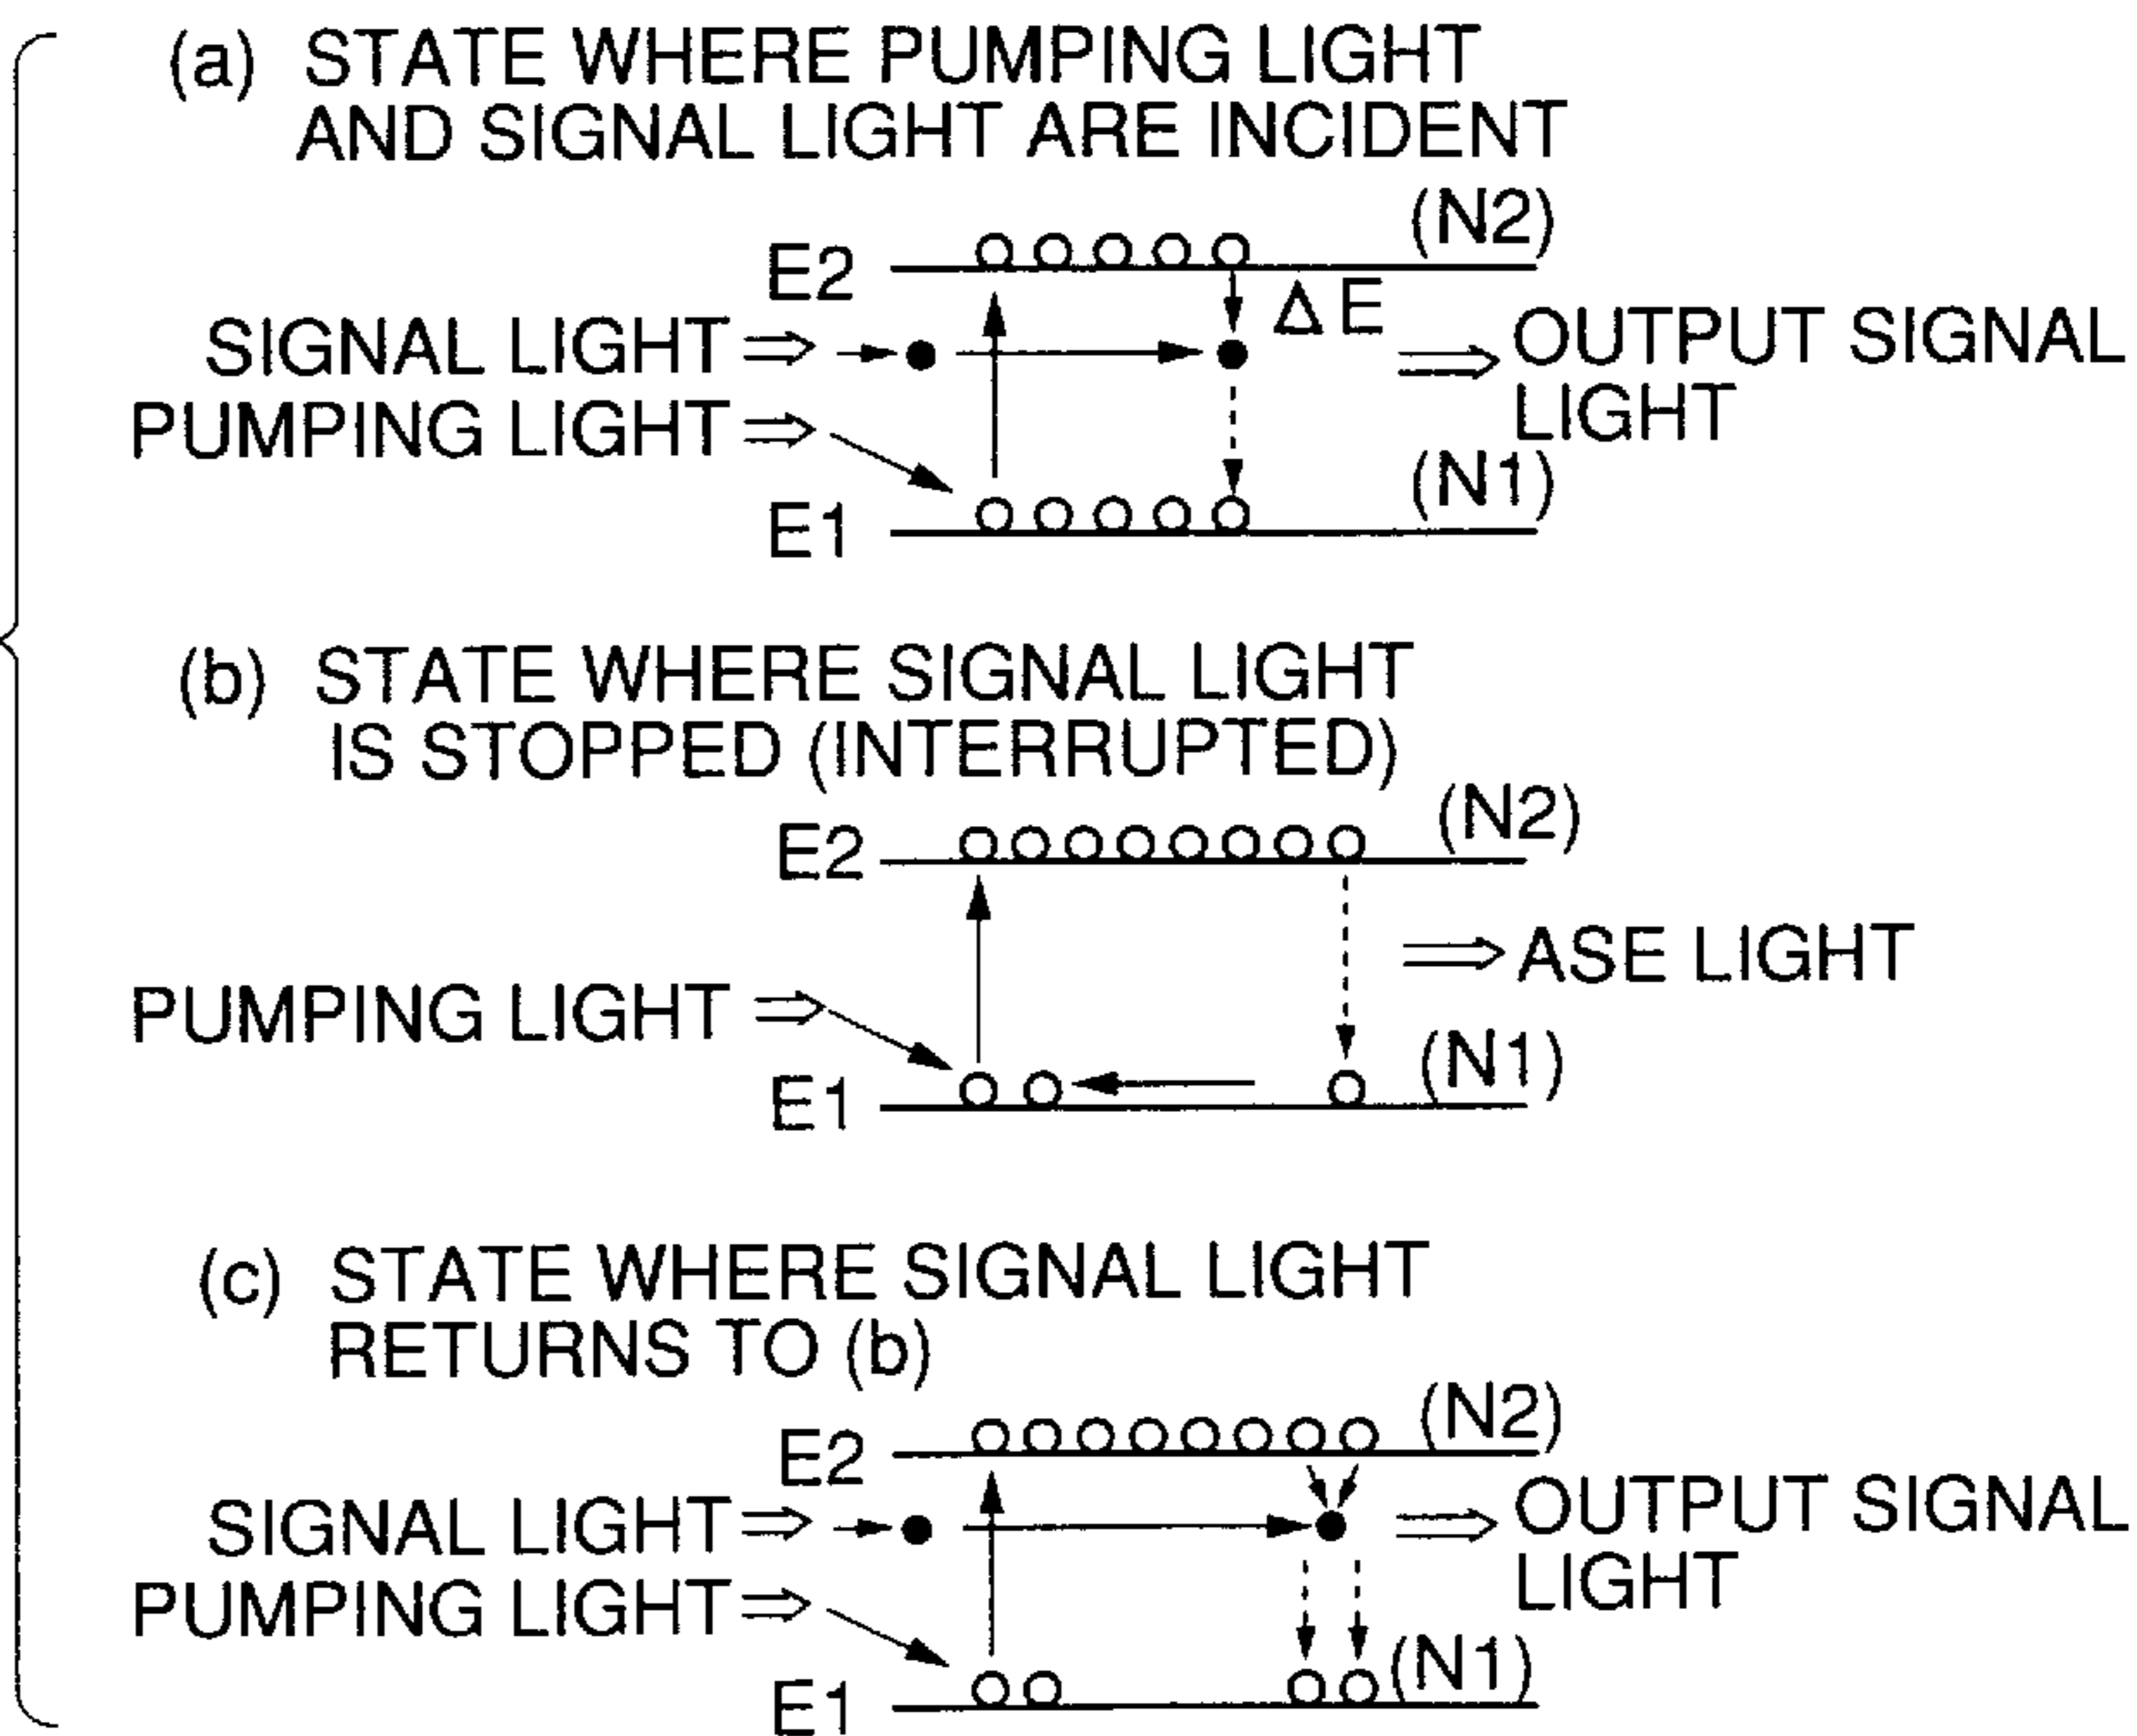 (a) STATE WHERE PUMPING LIGHT
AND SIGNAL LIGHT ARE INCIDENT
(N2)
E2
ΔE
SIGNAL LIGHT
OUTPUT SIGNAL
LIGHT
PUMPING LIGHT
(N1)
E1
(b) STATE WHERE SIGNAL LIGHT
IS STOPPED (INTERRUPTED)
(N2)
E2
ASE LIGHT
PUMPING LIGHT
(N1)
E1
(c) STATE WHERE SIGNAL LIGHT
RETURNS TO (b)
(N2)
E2
SIGNAL LIGHT
OUTPUT SIGNAL
LIGHT
PUMPING LIGHT
(N1)
E1